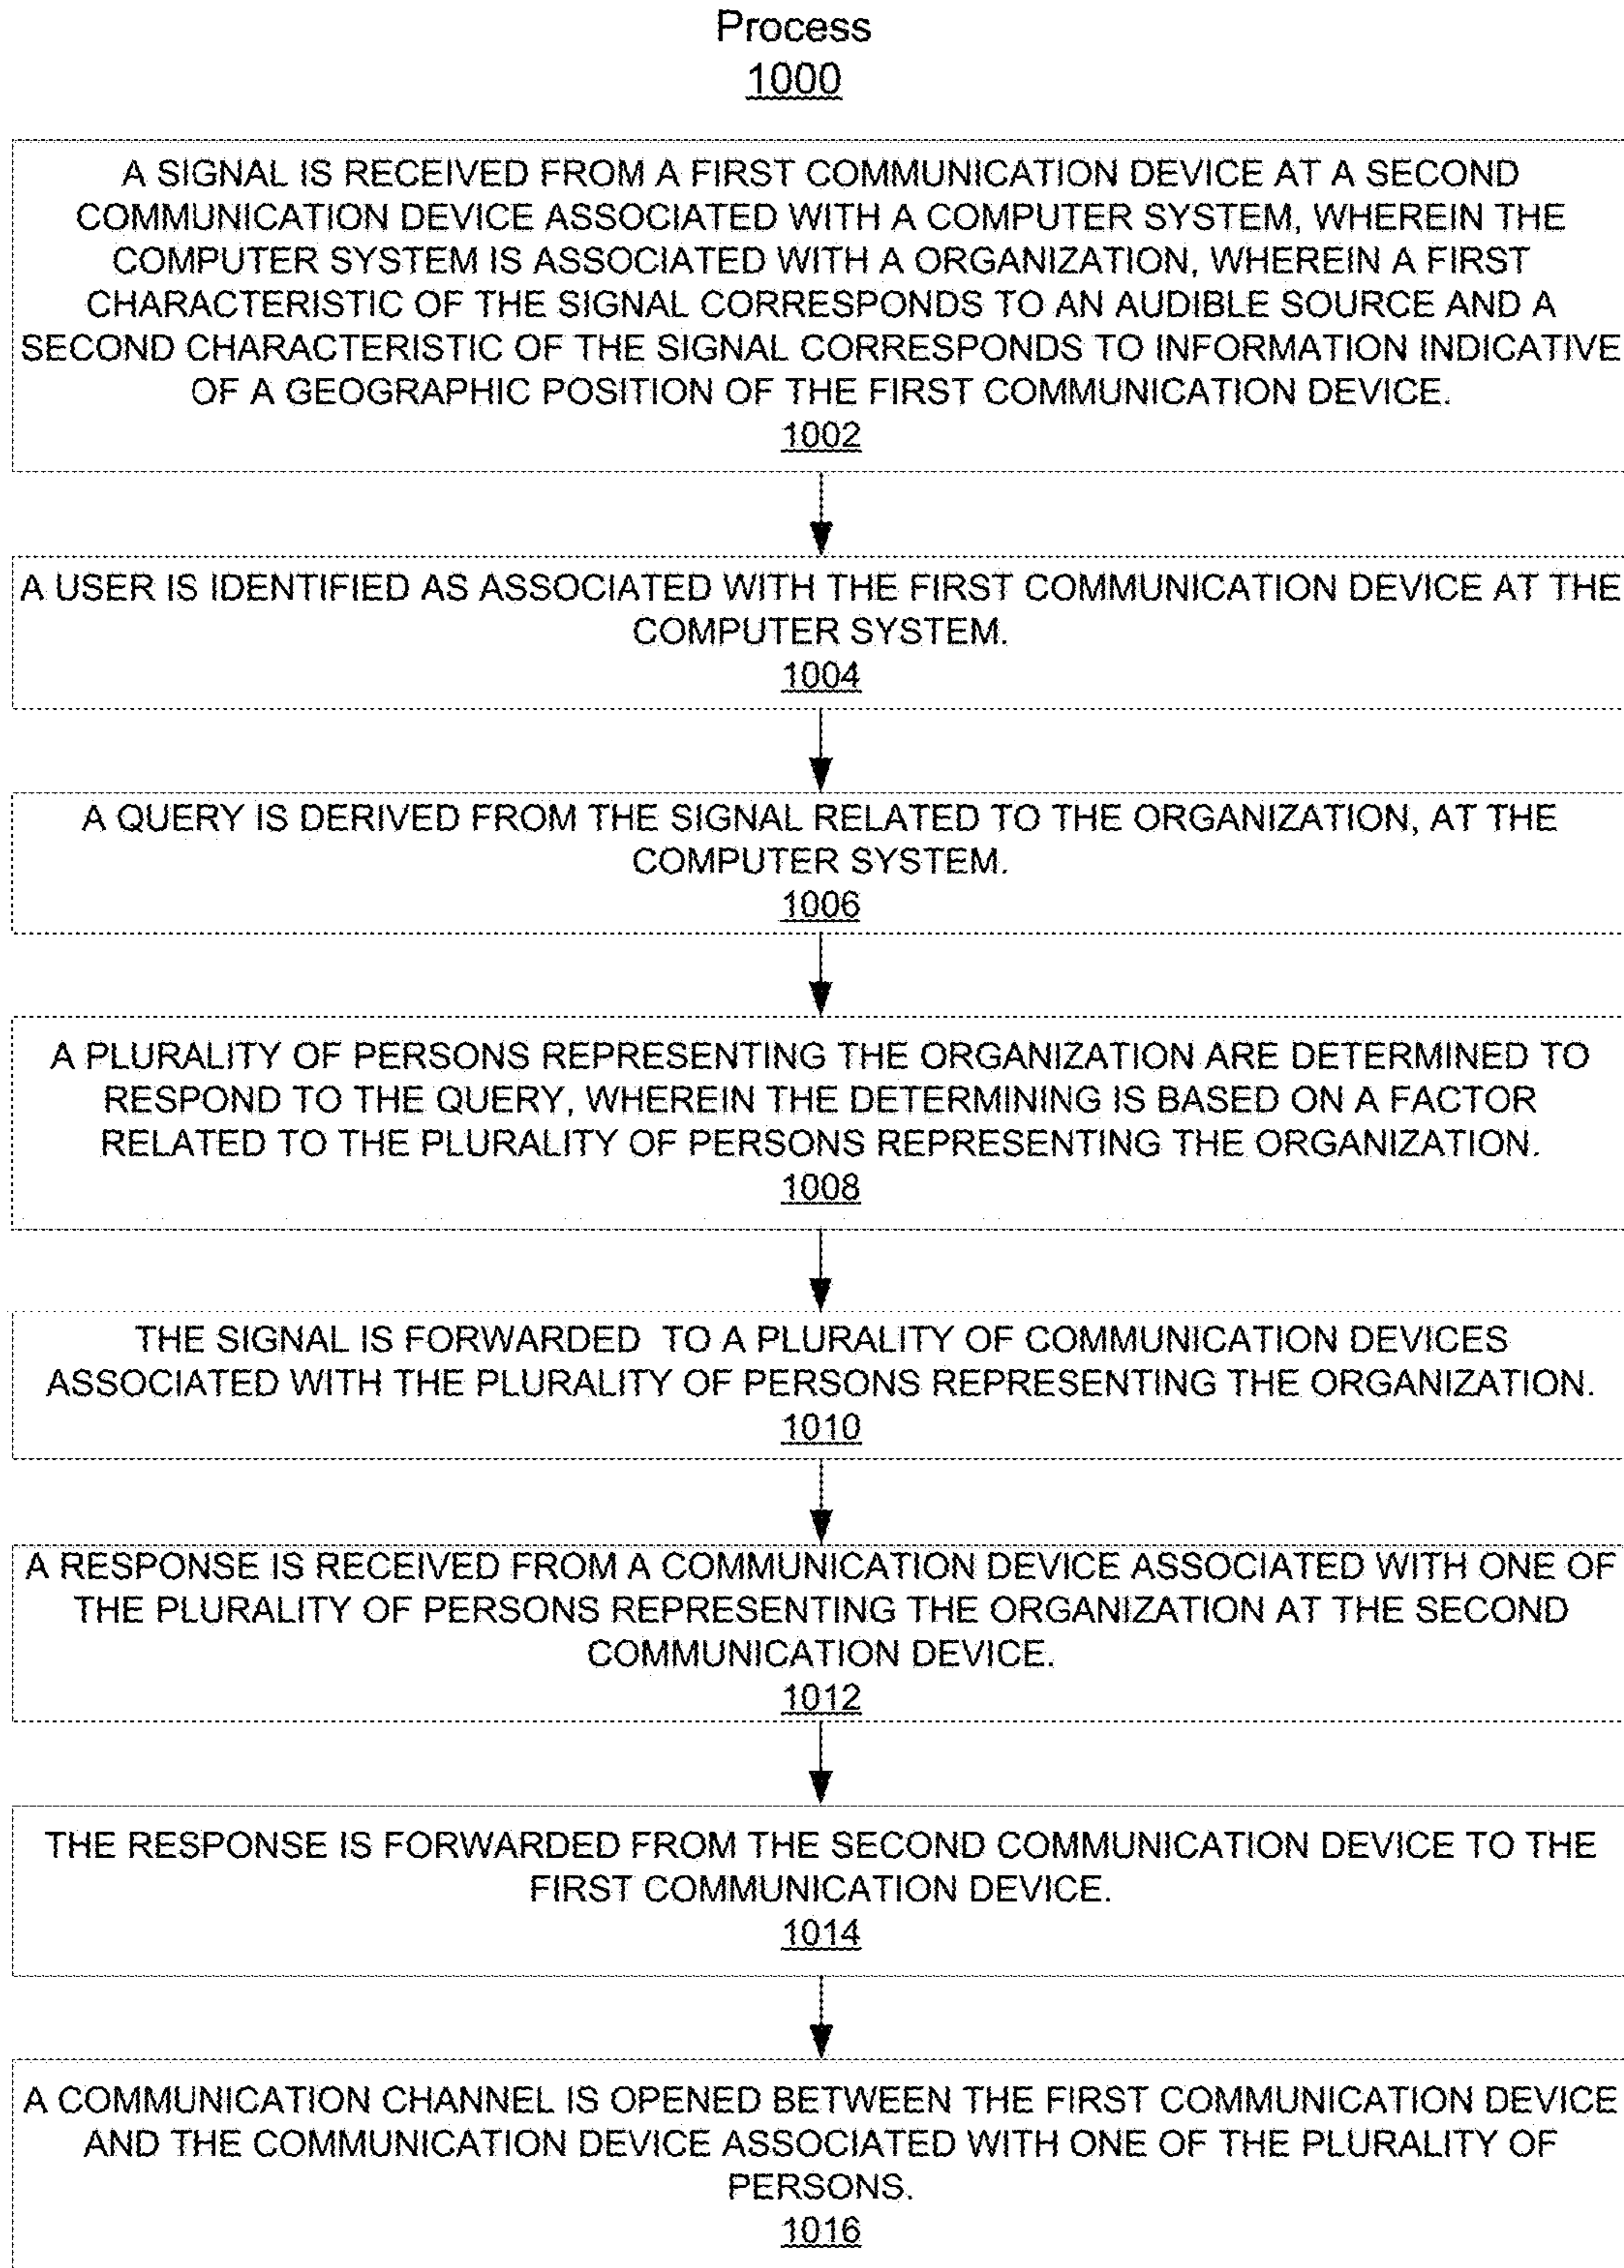 Process
1000
A SIGNAL IS RECEIVED FROM A FIRST COMMUNICATION DEVICE AT A SECOND
COMMUNICATION DEVICE ASSOCIATED WITH A COMPUTER SYSTEM, WHEREIN THE
COMPUTER SYSTEM IS ASSOCIATED WITH A ORGANIZATION, WHEREIN A FIRST
CHARACTERISTIC OF THE SIGNAL CORRESPONDS TO AN AUDIBLE SOURCE AND A
SECOND CHARACTERISTIC OF THE SIGNAL CORRESPONDS TO INFORMATION INDICATIVE
OF A GEOGRAPHIC POSITION OF THE FIRST COMMUNICATION DEVICE.
1002
A USER IS IDENTIFIED AS ASSOCIATED WITH THE FIRST COMMUNICATION DEVICE AT THE
COMPUTER SYSTEM.
1004
A QUERY IS DERIVED FROM THE SIGNAL RELATED TO THE ORGANIZATION, AT THE
COMPUTER SYSTEM.
1006
A PLURALITY OF PERSONS REPRESENTING THE ORGANIZATION ARE DETERMINED TO
RESPOND TO THE QUERY, WHEREIN THE DETERMINING IS BASED ON A FACTOR
RELATED TO THE PLURALITY OF PERSONS REPRESENTING THE ORGANIZATION.
1008
THE SIGNAL IS FORWARDED TO A PLURALITY OF COMMUNICATION DEVICES
ASSOCIATED WITH THE PLURALITY OF PERSONS REPRESENTING THE ORGANIZATION.
1010
A RESPONSE IS RECEIVED FROM A COMMUNICATION DEVICE ASSOCIATED WITH ONE OF
THE PLURALITY OF PERSONS REPRESENTING THE ORGANIZATION AT THE SECOND
COMMUNICATION DEVICE.
1012
THE RESPONSE IS FORWARDED FROM THE SECOND COMMUNICATION DEVICE TO THE
FIRST COMMUNICATION DEVICE.
1014
A COMMUNICATION CHANNEL IS OPENED BETWEEN THE FIRST COMMUNICATION DEVICE
AND THE COMMUNICATION DEVICE ASSOCIATED WITH ONE OF THE PLURALITY OF
PERSONS.
1016